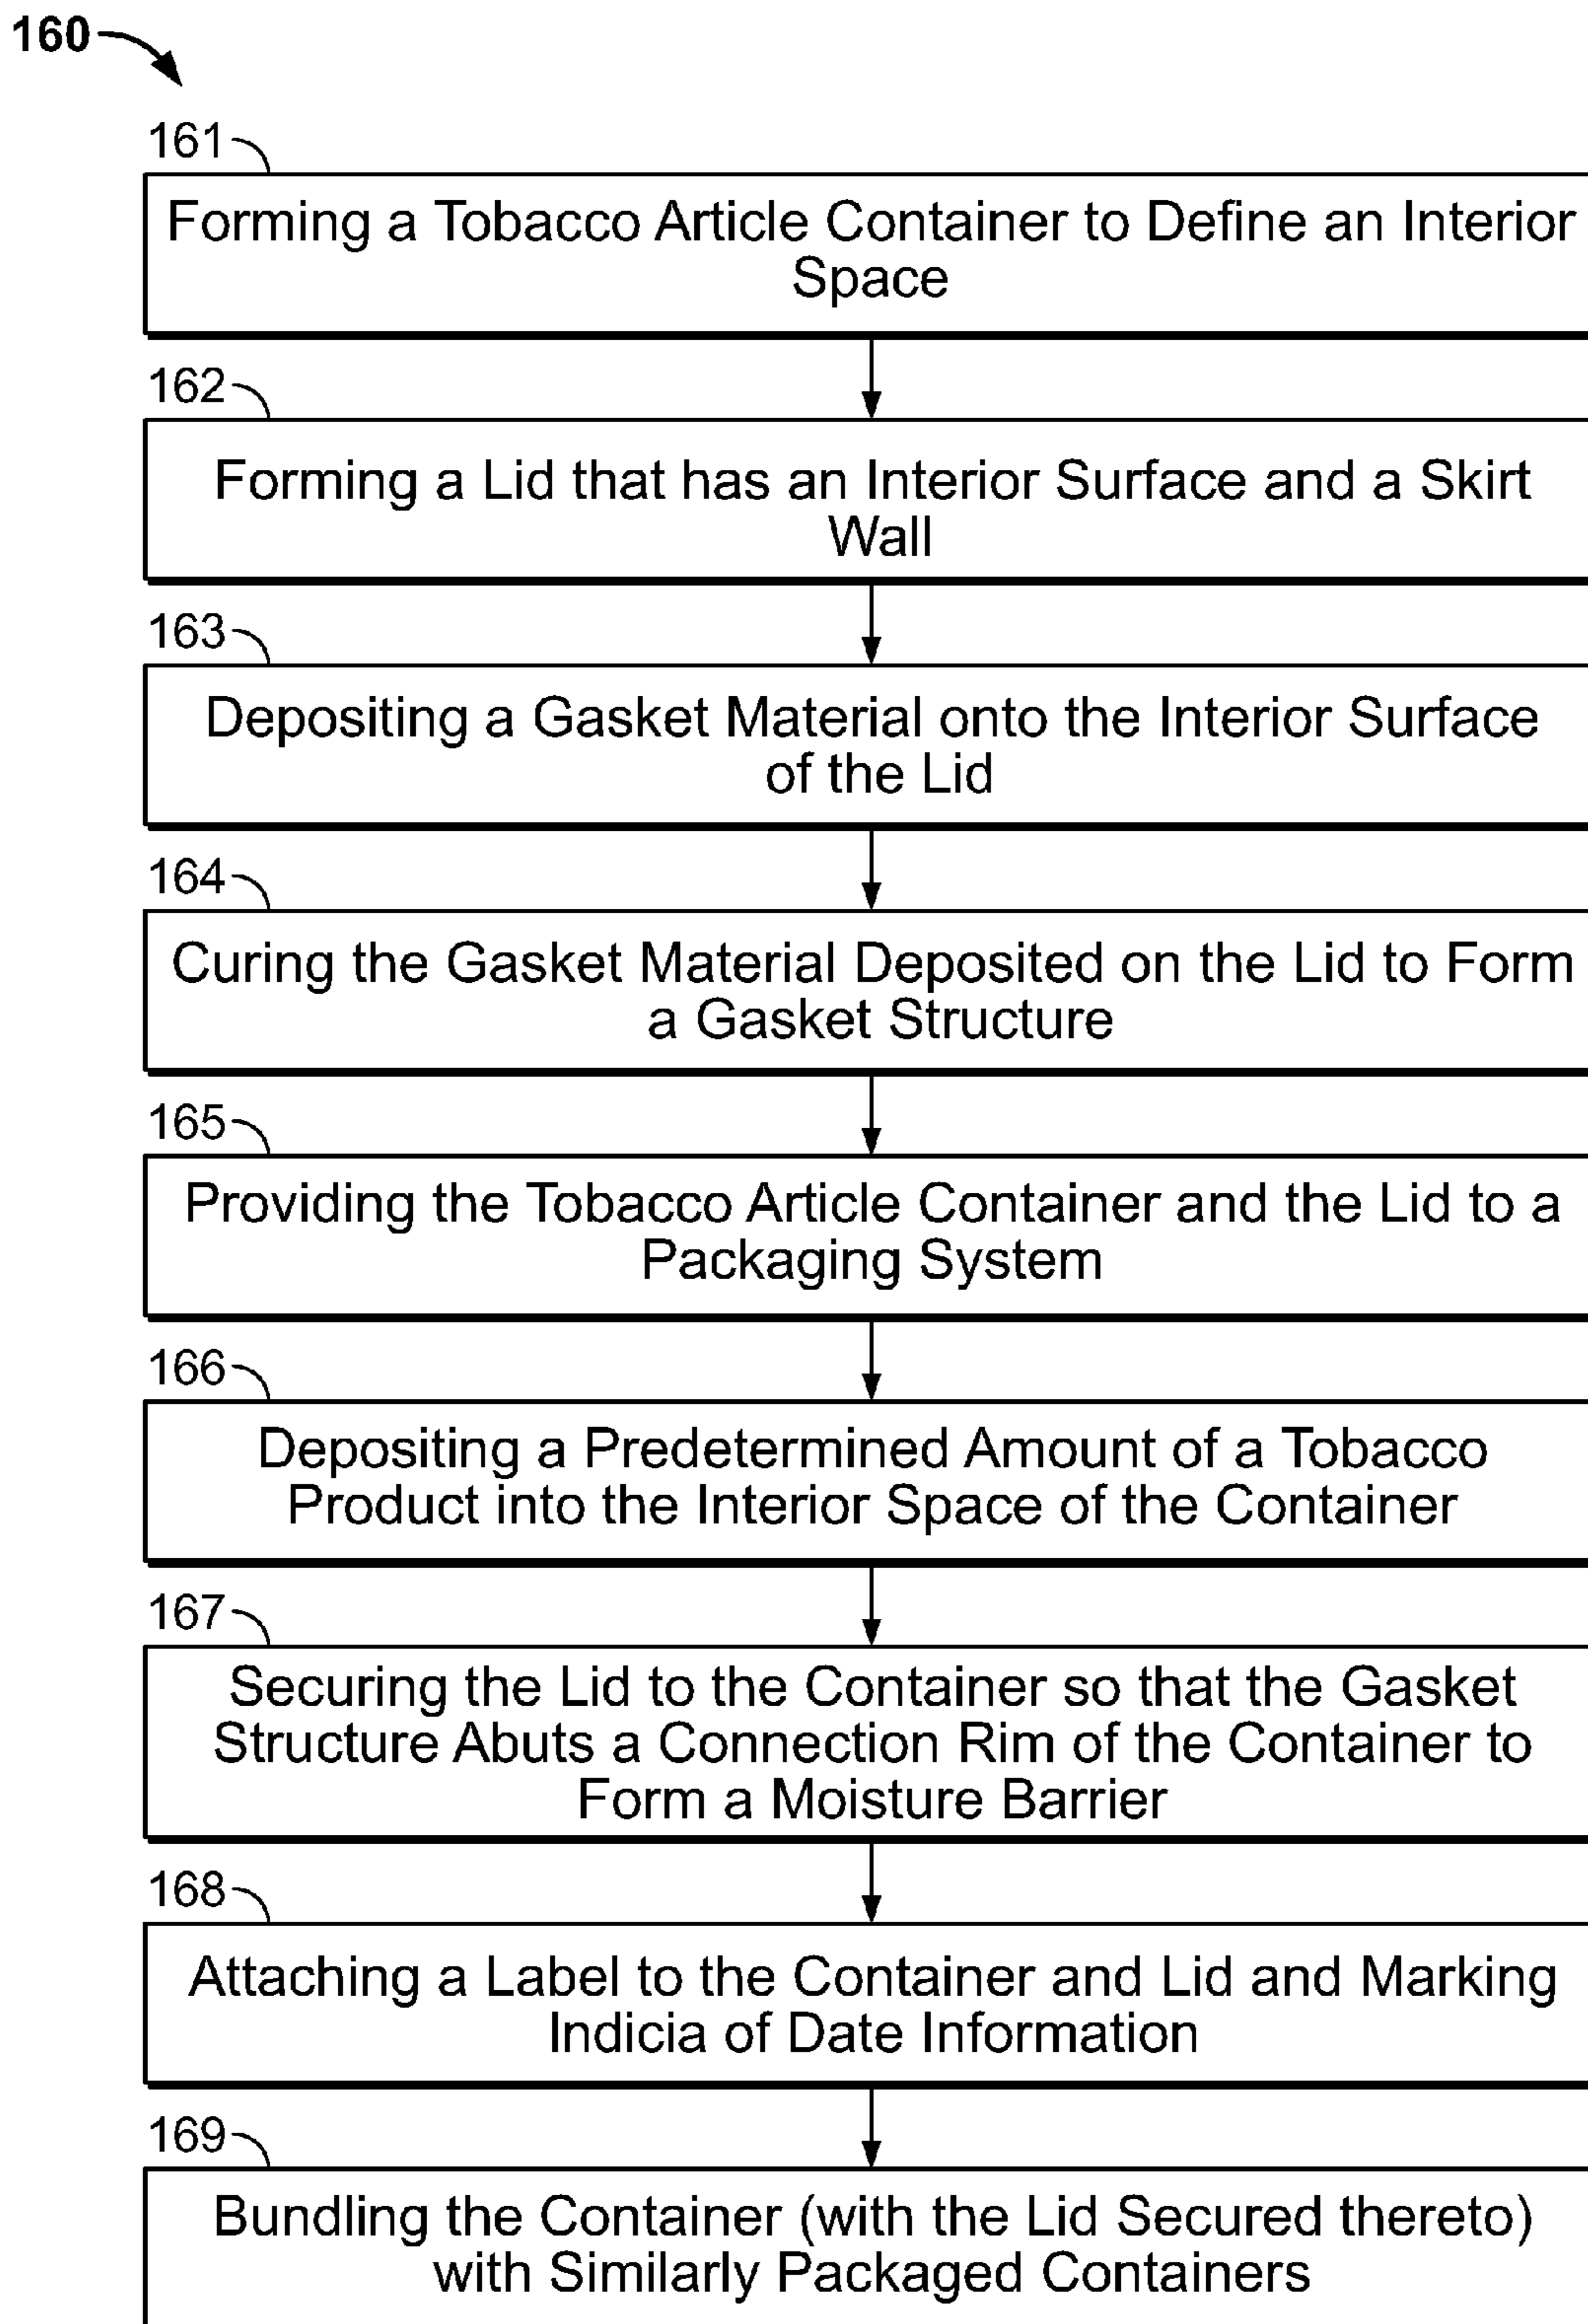 160
161
Forming a Tobacco Article Container to Define an Interior
Space
162
Forming a Lid that has an Interior Surface and a Skirt
Wall
163
Depositing a Gasket Material onto the Interior Surface
of the Lid
164
Curing the Gasket Material Deposited on the Lid to Form
a Gasket Structure
165
Providing the Tobacco Article Container and the Lid to a
Packaging System
166
Depositing a Predetermined Amount of a Tobacco
Product into the Interior Space of the Container
167
Securing the Lid to the Container so that the Gasket
Structure Abuts a Connection Rim of the Container to
Form a Moisture Barrier
168
Attaching a Label to the Container and Lid and Marking
Indicia of Date Information
169
Bundling the Container (with the Lid Secured thereto)
with Similarly Packaged Containers